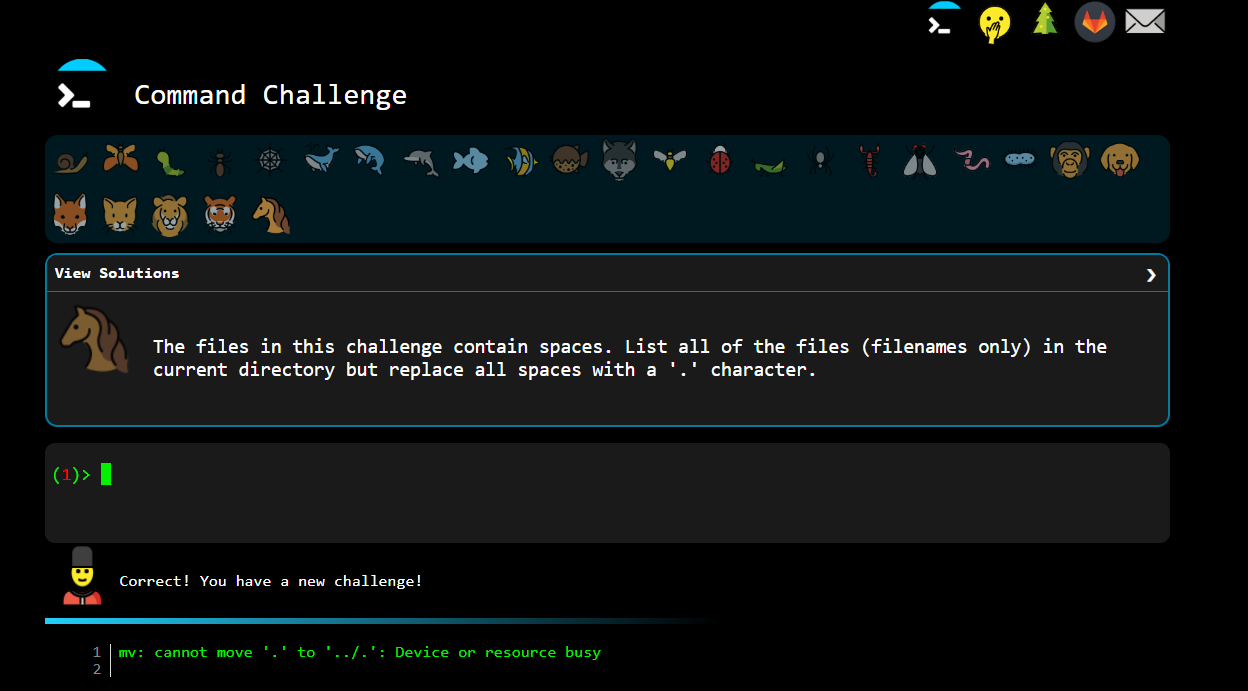 Command Challenge
View Solutions
The files in this challenge contain spaces. List all of the files (filenames only) in the
current directory but replace all spaces with a '.' character.
(1)>
Correct! You have a new challenge!
1 mv: cannot move '.' to '../.': Device or resource busy
2